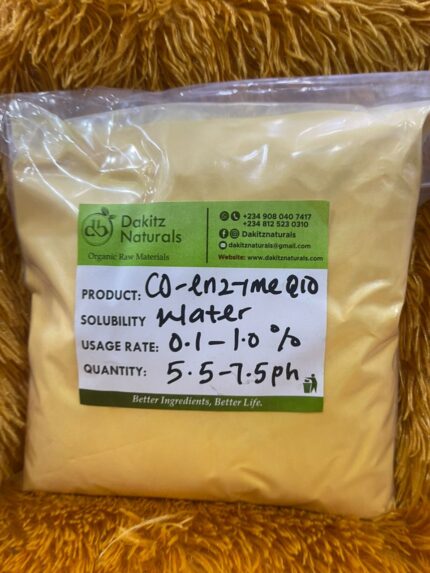 db
Dakitz
Naturals
Organic Raw Materials
+234 908 040 7417
+234 812 523 0310
Dakitznaturals
dakitznaturals@gmail.com
Website: www.dakitznaturals.com
PRODUCT: CO-enzymeQ10
SOLUBILITY water
USAGE RATE: 0.1-1.0%
QUANTITY: 5.5-7.5ph
Better Ingredients, Better Life.